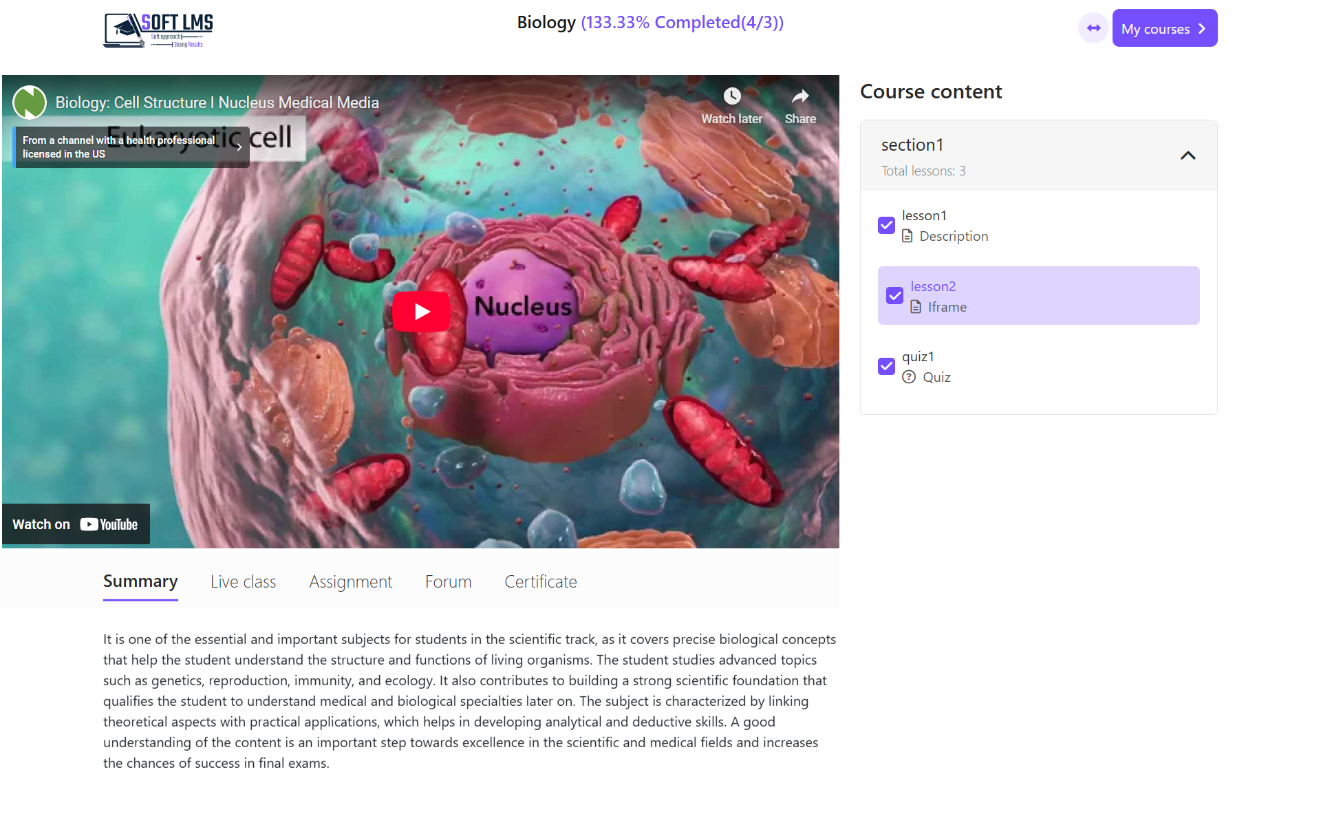 SOFT LMS
Soft approach
Strong Results
Biology (133.33% Completed(4/3))
My courses
Biology: Cell Structure I Nucleus Medical Media
Watch later
Share
Eukaryotic cell
From a channel with a health professional
licensed in the US
Nucleus
Watch on YouTube
Course content
section1
Total lessons: 3
lesson1
Description
lesson2
Iframe
quiz1
Quiz
Summary Live class Assignment Forum Certificate
It is one of the essential and important subjects for students in the scientific track, as it covers precise biological concepts
that help the student understand the structure and functions of living organisms. The student studies advanced topics
such as genetics, reproduction, immunity, and ecology. It also contributes to building a strong scientific foundation that
qualifies the student to understand medical and biological specialties later on. The subject is characterized by linking
theoretical aspects with practical applications, which helps in developing analytical and deductive skills. A good
understanding of the content is an important step towards excellence in the scientific and medical fields and increases
the chances of success in final exams.